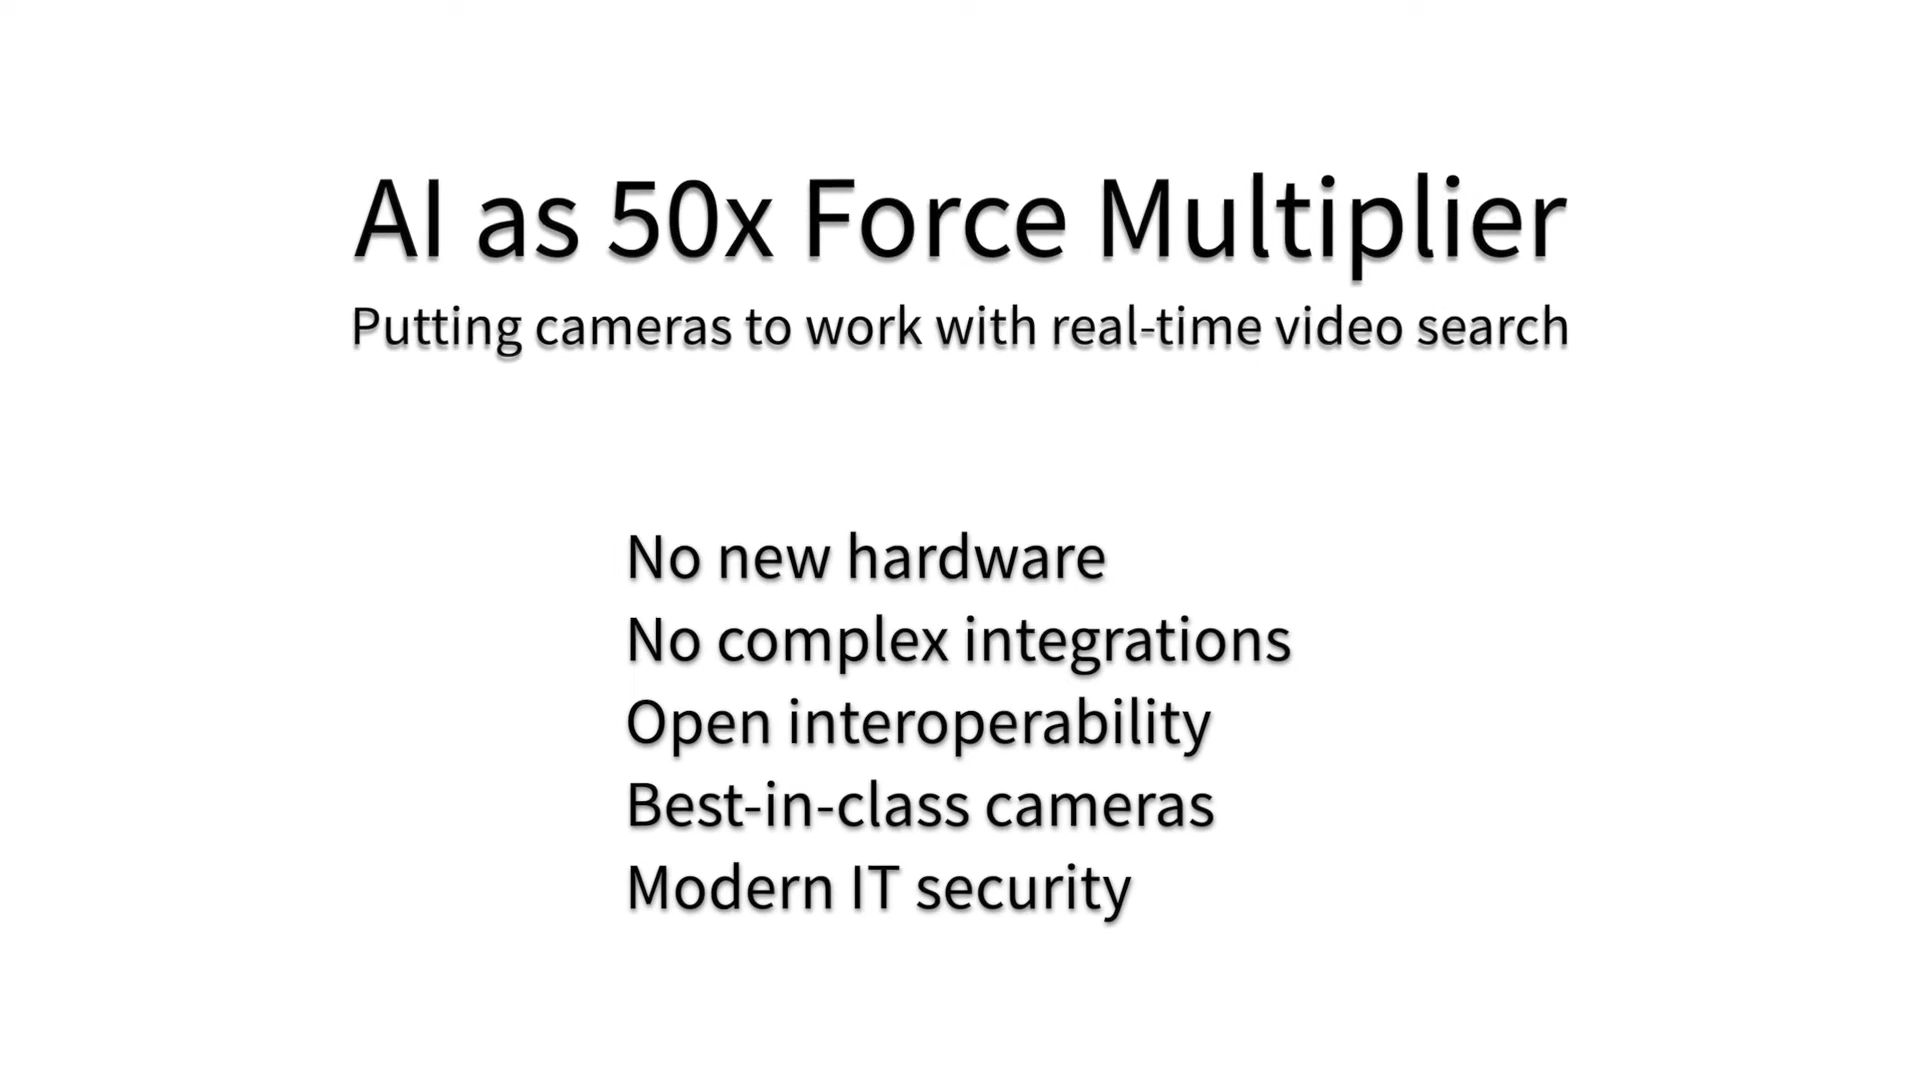 AI as 50x Force Multiplier
Putting cameras to work with real-time video search
No new hardware
No complex integrations
Open interoperability
Best-in-class cameras
Modern IT security